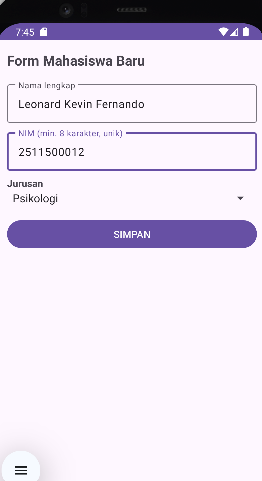 7:45
Form Mahasiswa Baru
Nama lengkap
Leonard Kevin Fernando
NIM (min. 8 karakter, unik)
2511500012
Jurusan
Psikologi
SIMPAN